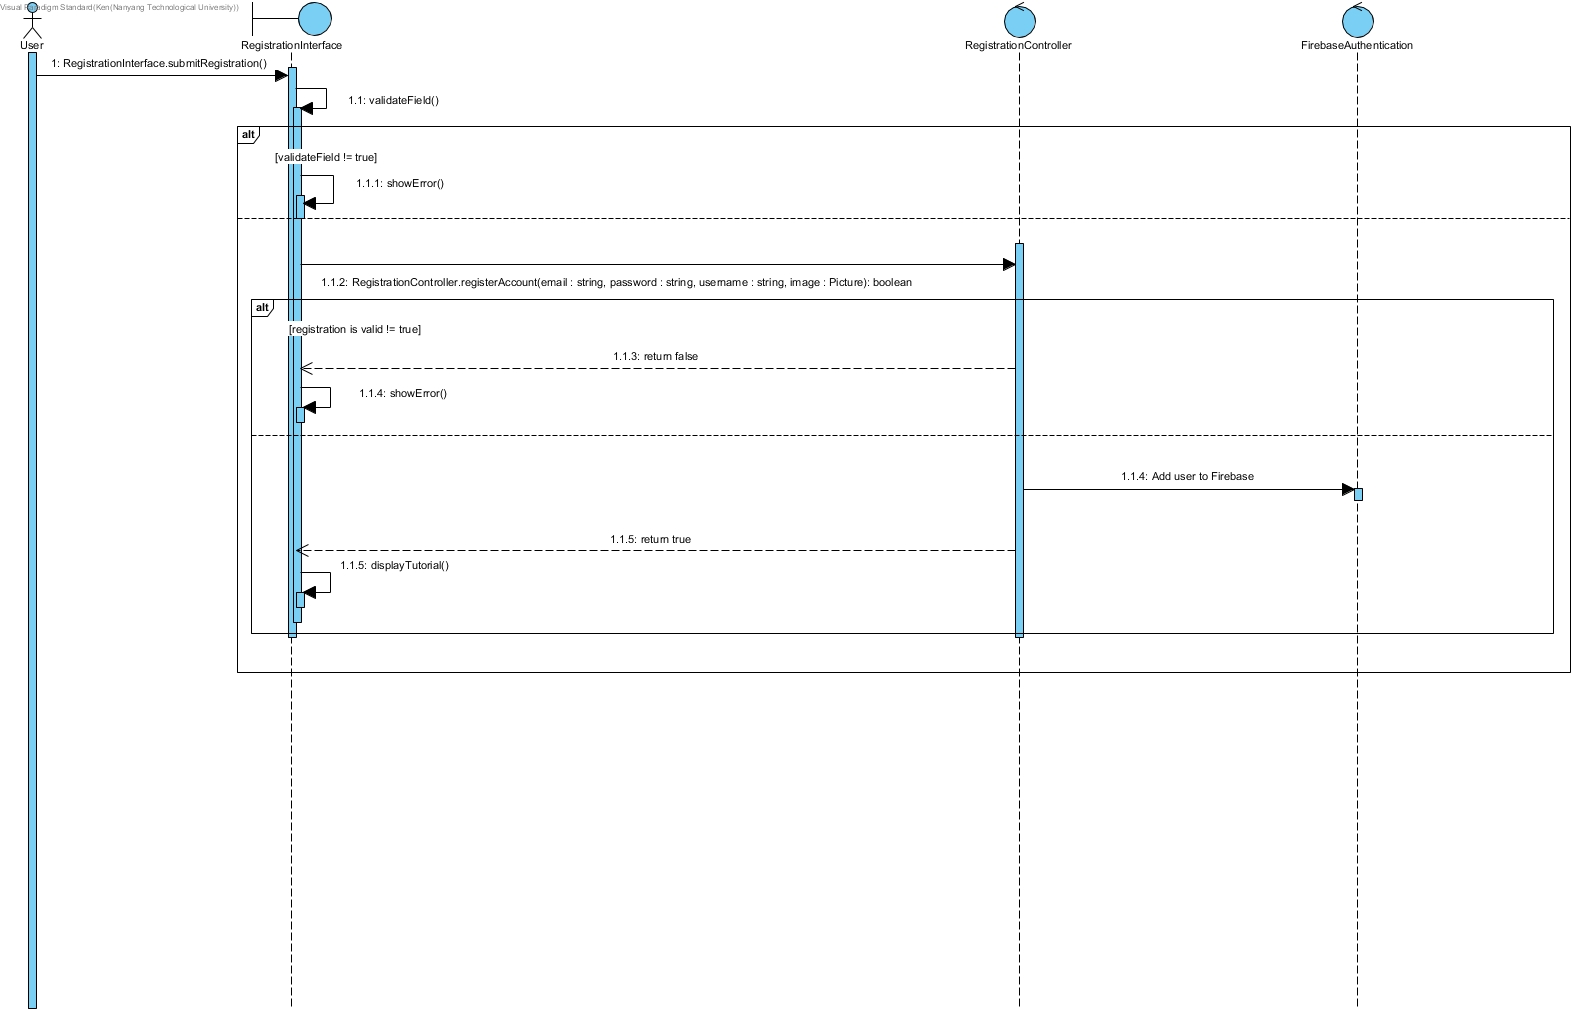 Visual Paradigm Standard(Ken(Nanyang Technological University))
User
RegistrationInterface
RegistrationController
FirebaseAuthentication
1: RegistrationInterface.submitRegistration()
1.1: validateField()
alt
[validateField != true]
1.1.1: showError()
1.1.2: RegistrationController.registerAccount(email : string, password : string, username : string, image : Picture): boolean
alt
[registration is valid != true]
1.1.3: return false
1.1.4: showError()
1.1.4: Add user to Firebase
1.1.5: return true
1.1.5: displayTutorial()